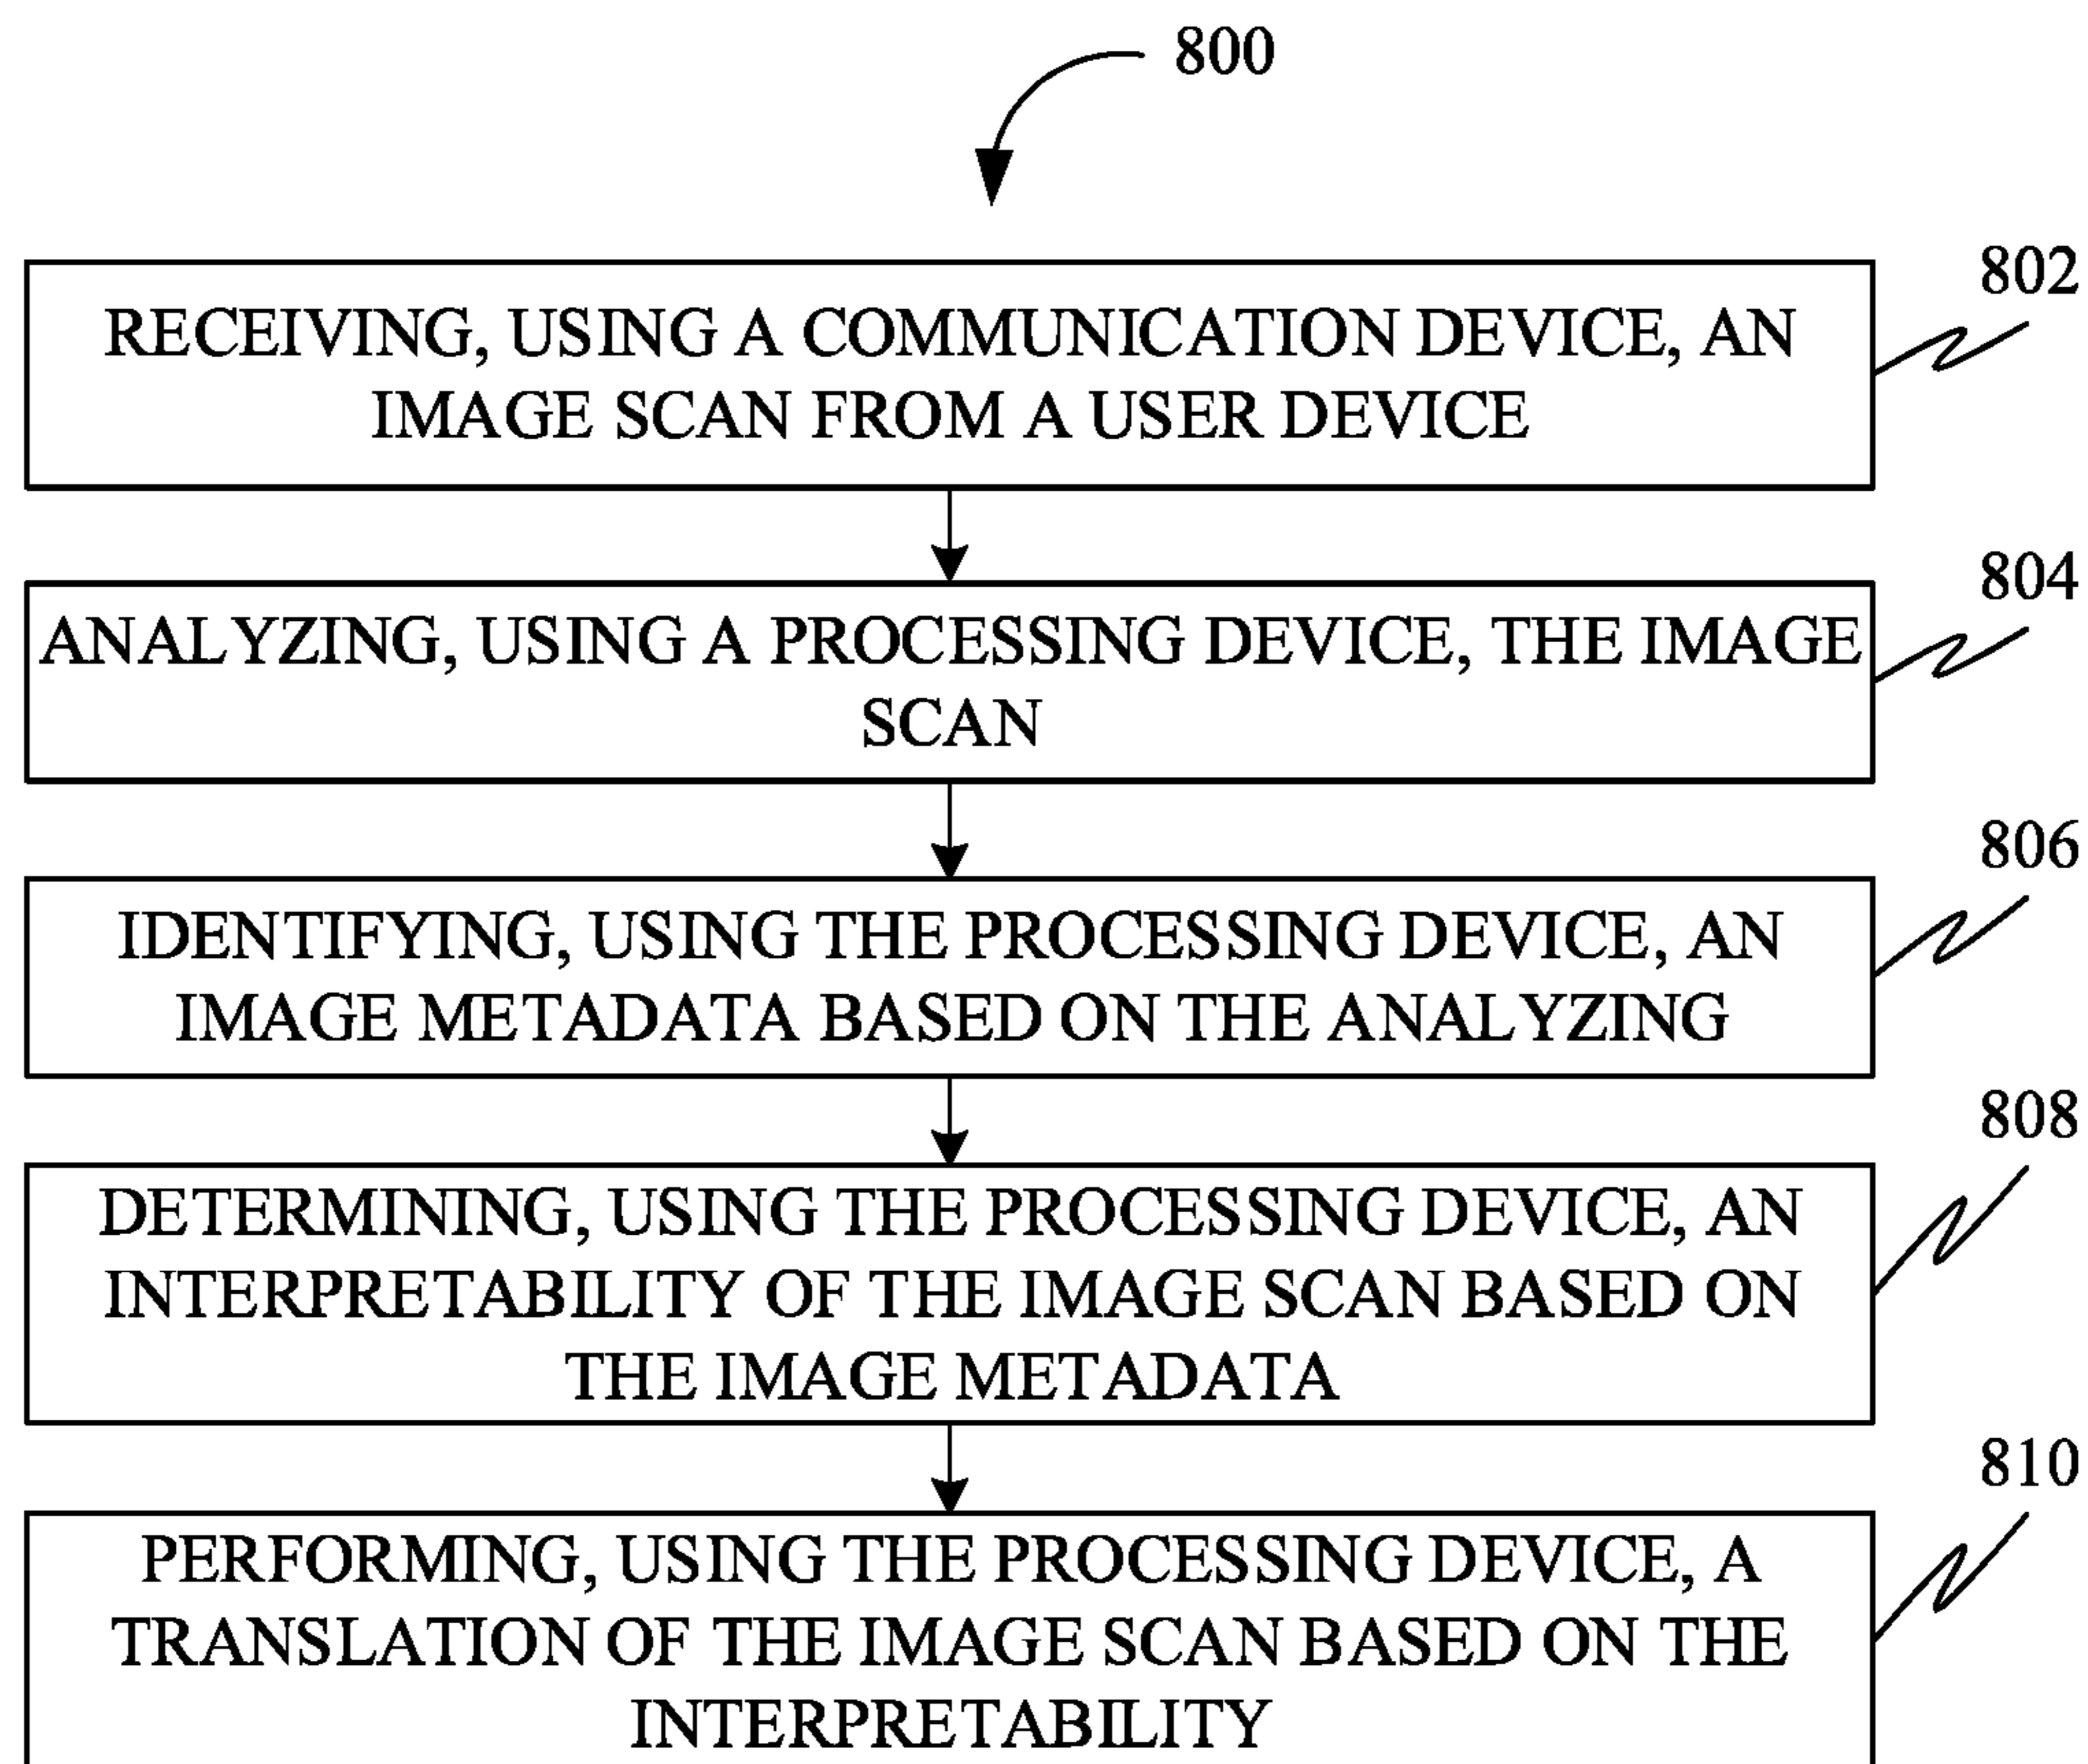 800
802
RECEIVING, USING A COMMUNICATION DEVICE, AN
IMAGE SCAN FROM A USER DEVICE
804
ANALYZING, USING A PROCESSING DEVICE, THE IMAGE
SCAN
806
IDENTIFYING, USING THE PROCESSING DEVICE, AN
IMAGE METADATA BASED ON THE ANALYZING
808
DETERMINING, USING THE PROCESSING DEVICE, AN
INTERPRETABILITY OF THE IMAGE SCAN BASED ON
THE IMAGE METADATA
810
PERFORMING, USING THE PROCESSING DEVICE, A
TRANSLATION OF THE IMAGE SCAN BASED ON THE
INTERPRETABILITY